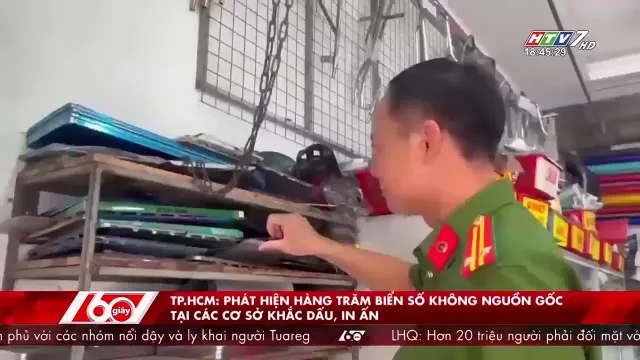 HTV7 HD
18:45:29
60 giây
TP.HCM: PHÁT HIỆN HÀNG TRĂM BIỂN SỐ KHÔNG NGUỒN GỐC
TẠI CÁC CƠ SỞ KHẮC DẤU, IN ẤN
n phủ với các nhóm nổi dậy và ly khai người Tuareg
LHQ: Hơn 20 triệu người phải đối mặt vớ